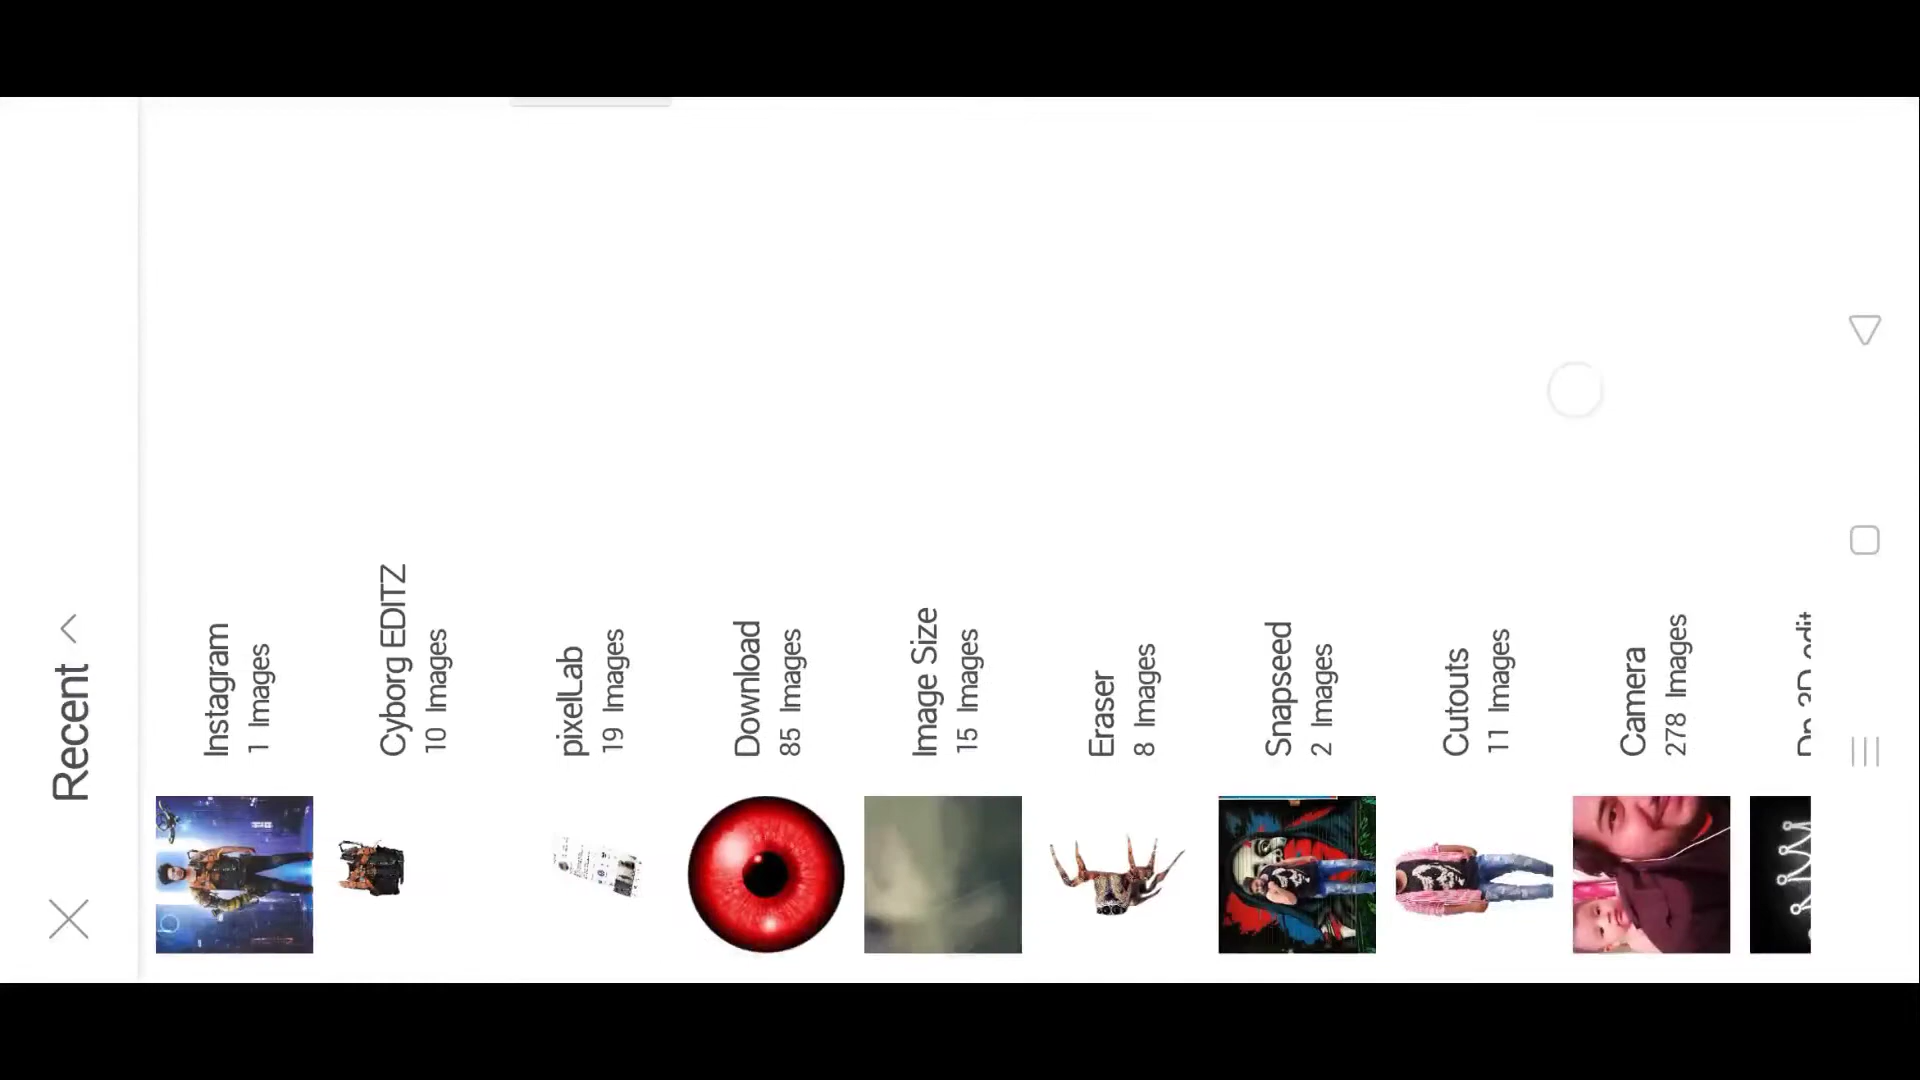 Recent
Instagram
1 Images
Cyborg EDITZ
10 Images
pixelLab
19 Images
Download
85 Images
Image Size
15 Images
Eraser
8 Images
Snapseed
2 Images
Cutouts
11 Images
Camera
278 Images